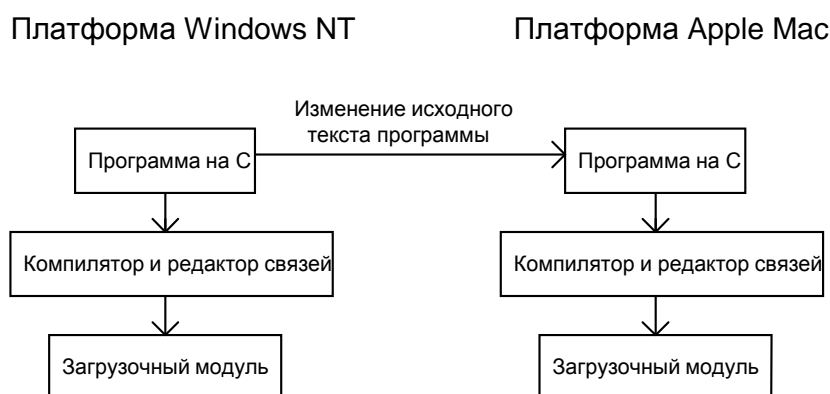 Платформа Windows NT
Платформа Apple Mac
Изменение исходного
текста программы
Программа на С
Программа на С
Компилятор и редактор связей
Компилятор и редактор связей
Загрузочный модуль
Загрузочный модуль